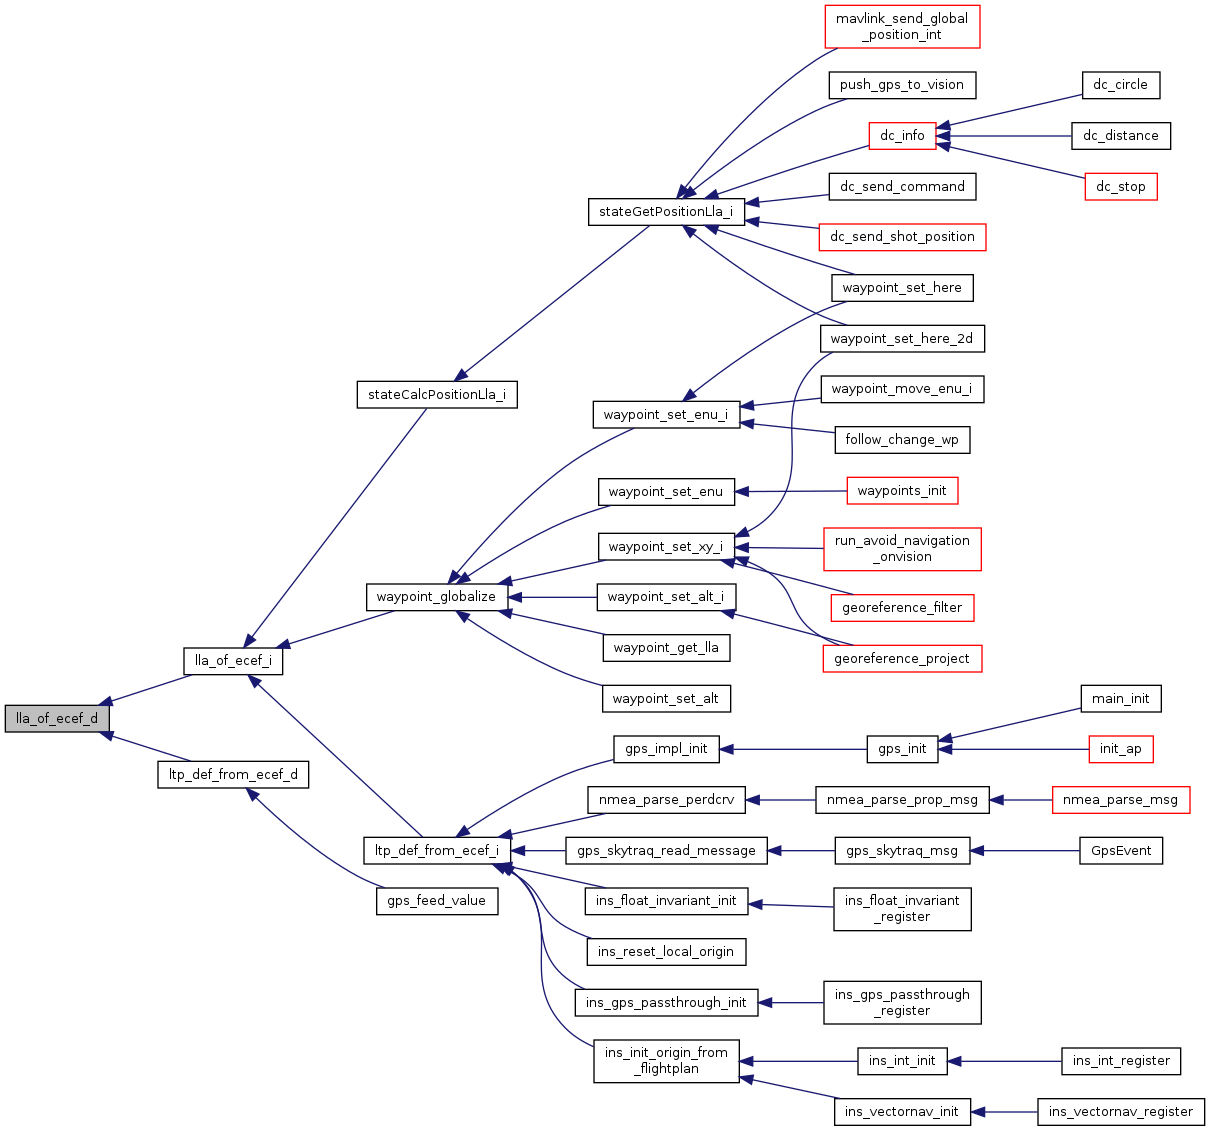 mavlink_send_global
_position_int
push_gps_to_vision
dc_circle
dc_info
dc_distance
dc_send_command
dc_stop
stateGetPositionLla_i
dc_send_shot_position
waypoint_set_here
waypoint_set_here_2d
stateCalcPositionLla_i
waypoint_move_enu_i
waypoint_set_enu_i
follow_change_wp
waypoint_set_enu
waypoints_init
waypoint_set_xy_i
run_avoid_navigation
_onvision
waypoint_globalize
waypoint_set_alt_i
georeference_filter
waypoint_get_lla
lla_of_ecef_i
georeference_project
waypoint_set_alt
main_init
lla_of_ecef_d
gps_impl_init
gps_init
init_ap
ltp_def_from_ecef_d
nmea_parse_perdcrv
nmea_parse_prop_msg
nmea_parse_msg
ltp_def_from_ecef_i
gps_skytraq_read_message
gps_skytraq_msg
GpsEvent
gps_feed_value
ins_float_invariant_init
ins_float_invariant
_register
ins_reset_local_origin
ins_gps_passthrough_init
ins_gps_passthrough
_register
ins_init_origin_from
_flightplan
ins_int_init
ins_int_register
ins_vectornav_init
ins_vectornav_register